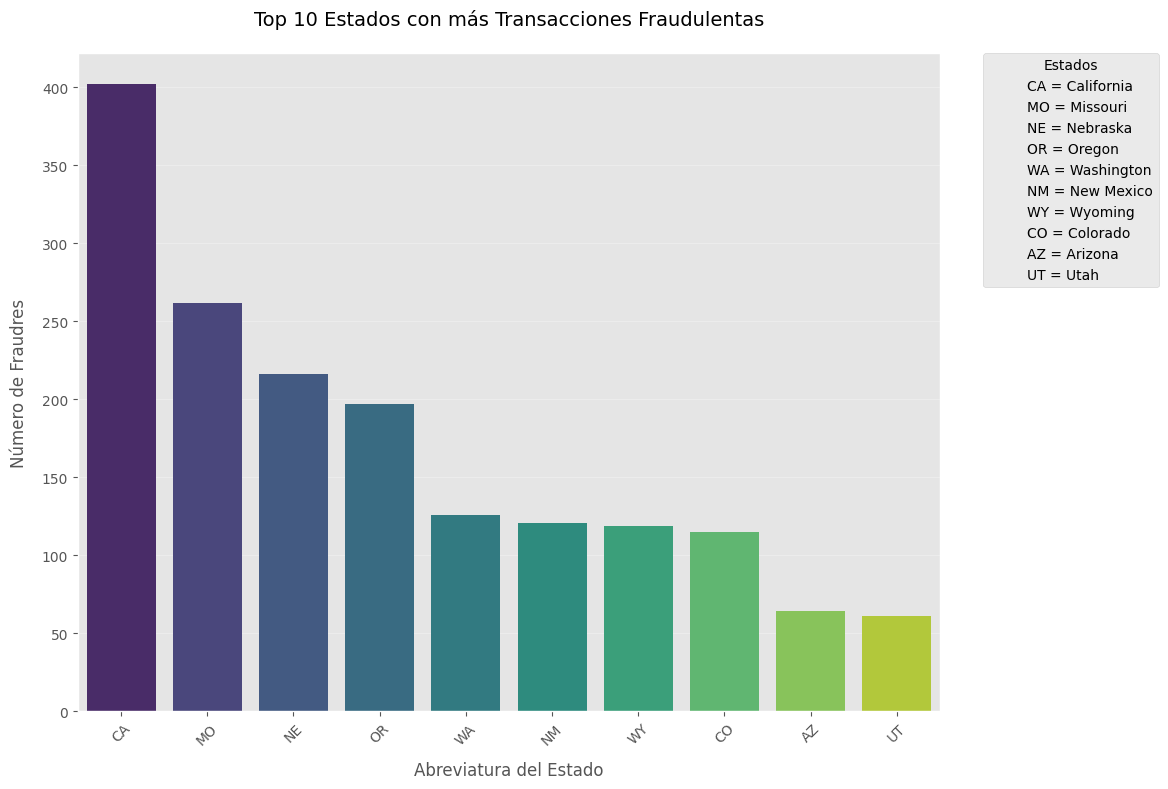 Top 10 Estados con más Transacciones Fraudulentas
Número de Fraudres
400
350
300
250
200
150
100
50
0
CA
MO
NE
OR
WA
NM
WY
CO
AZ
UT
Abreviatura del Estado
Estados
CA = California
MO = Missouri
NE = Nebraska
OR = Oregon
WA = Washington
NM = New Mexico
WY = Wyoming
CO = Colorado
AZ = Arizona
UT = Utah